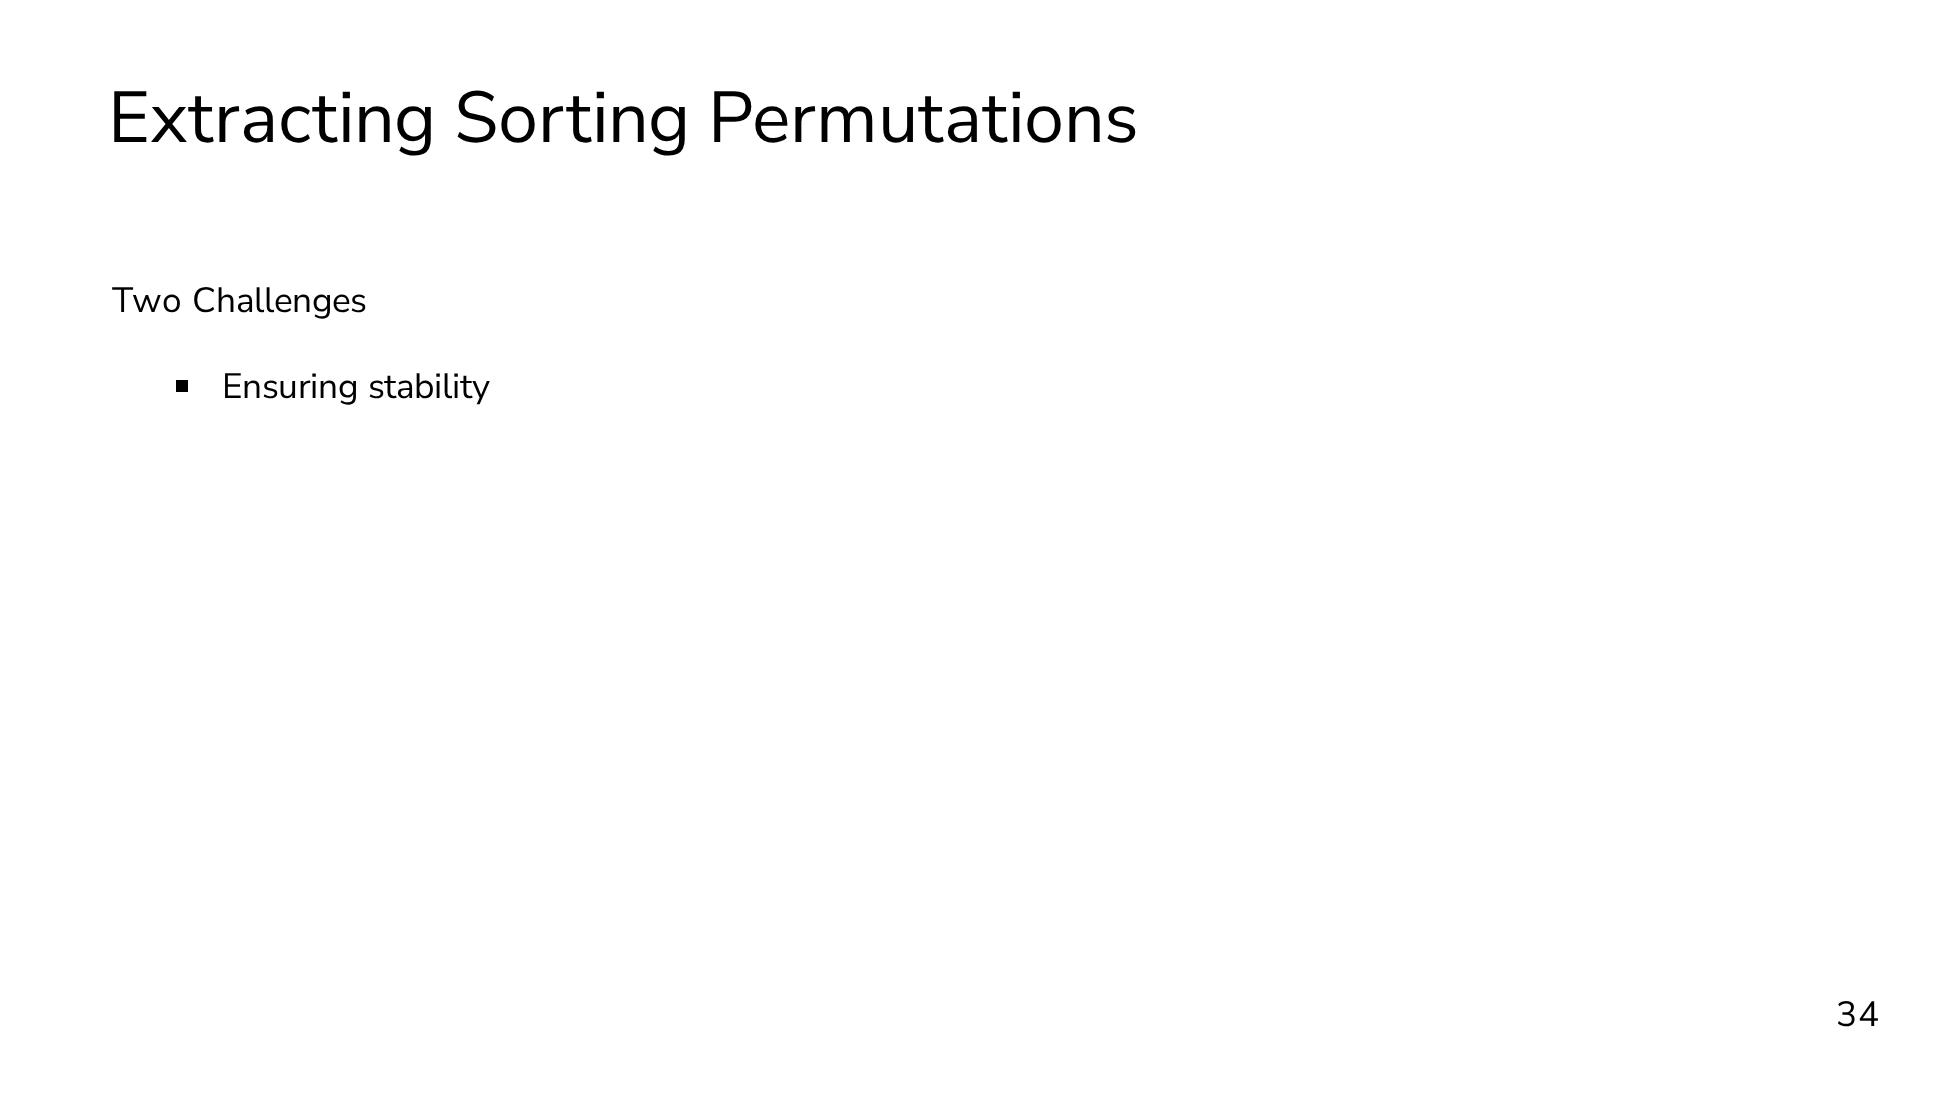 Extracting Sorting Permutations
Two Challenges
▪ Ensuring stability
34